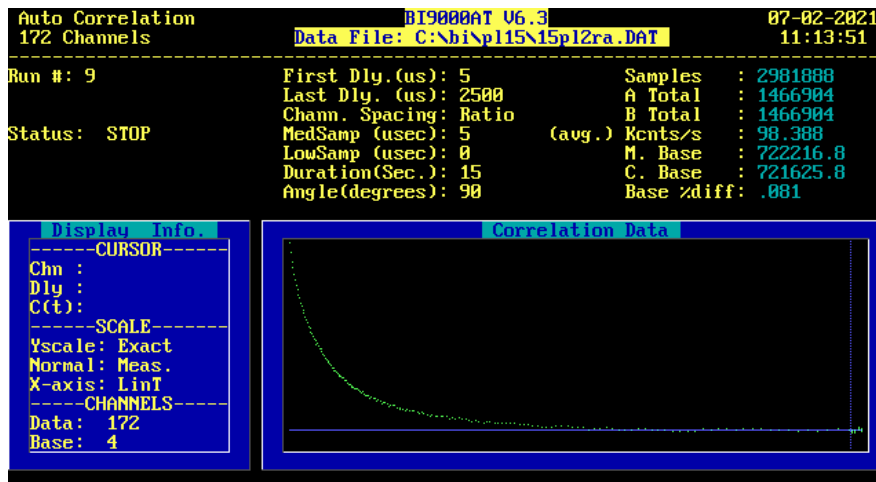 Auto Correlation BI9000AT V6.3 07-02-2021
172 Channels Data File: C:\bi\pl15\15pl2ra.DAT 11:13:51
Run #: 9 First Dly.(us): 5 Samples : 2981888
Last Dly. (us): 2500 A Total : 1466904
Chann. Spacing: Ratio B Total : 1466904
Status: STOP MedSamp (usec): 5 (avg.) Kcnts/s : 98.388
LowSamp (usec): 0 M. Base : 722216.8
Duration(Sec.): 15 C. Base : 721625.8
Angle(degrees): 90 Base %diff: .081
Display Info. Correlation Data
------CURSOR------
Chn :
Dly :
C(t):
------SCALE-------
Yscale: Exact
Normal: Meas.
X-axis: LinT
-----CHANNELS-----
Data: 172
Base: 4